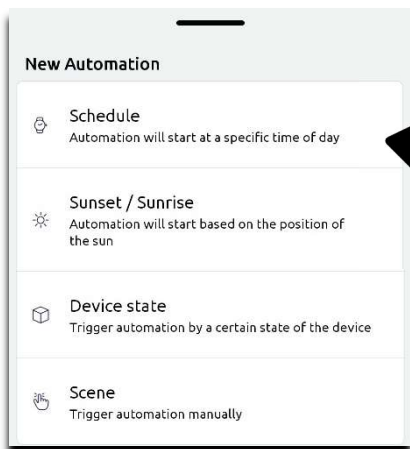 New Automation
Schedule
Automation will start at a specific time of day
Sunset / Sunrise
Automation will start based on the position of
the sun
Device state
Trigger automation by a certain state of the device
Scene
Trigger automation manually